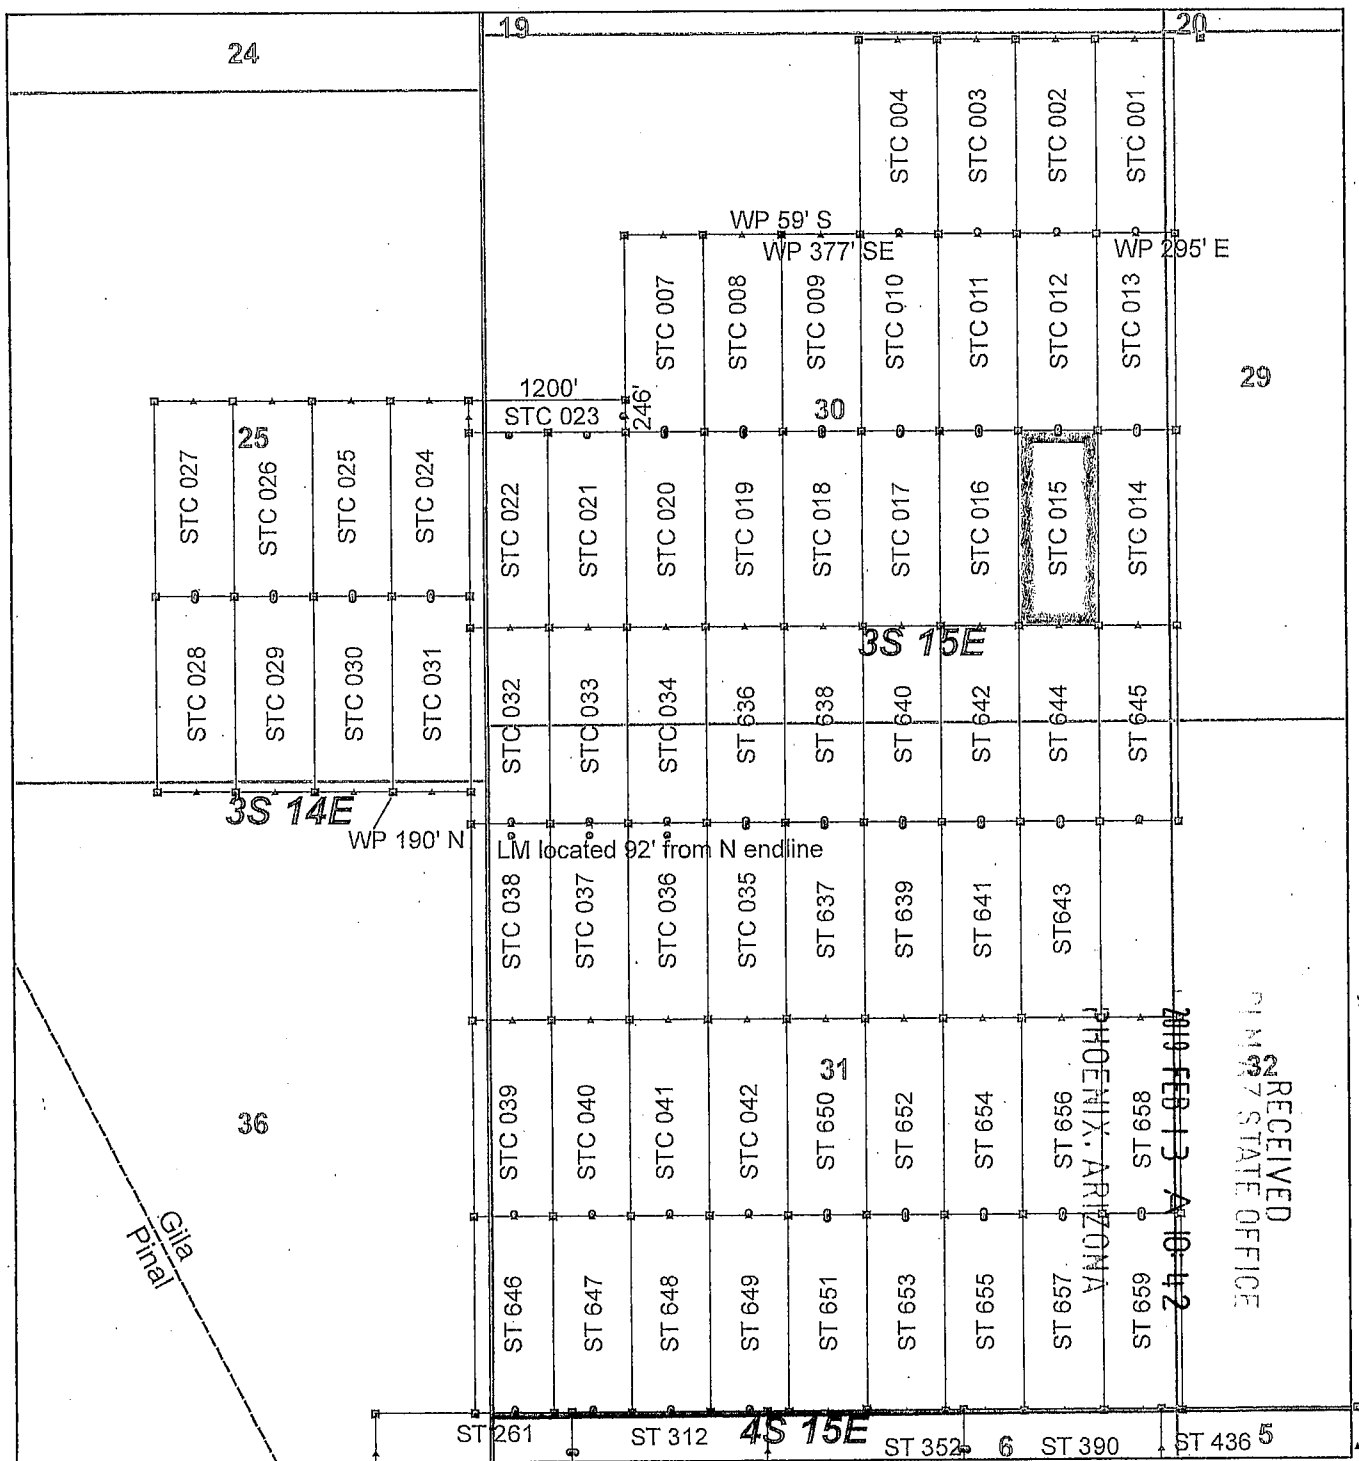 19
20
24
STC 004
STC 003
STC 002
STC 001
WP 59' S
WP 377' SE
WP 295' E
STC 007
STC 008
STC 009
STC 010
STC 011
STC 012
STC 013
29
1200'
246'
STC 023
30
25
STC 027
STC 026
STC 025
STC 024
STC 022
STC 021
STC 020
STC 019
STC 018
STC 017
STC 016
STC 015
STC 014
3S 15E
STC 028
STC 029
STC 030
STC 031
STC 032
STC 033
STC 034
ST 636
ST 638
ST 640
ST 642
ST 644
ST 645
3S 14E
WP 190' N
LM located 92' from N endline
STC 038
STC 037
STC 036
STC 035
ST 637
ST 639
ST 641
ST643
31
32
36
STC 039
STC 040
STC 041
STC 042
ST 650
ST 652
ST 654
ST 656
ST 658
RECEIVED
STATE OFFICE
2019 FEB 13 A 10:42
PHOENIX, ARIZONA
Gila
Pinal
ST 646
ST 647
ST 648
ST 649
ST 651
ST 653
ST 655
ST 657
ST 659
4S 15E
ST 261
ST 312
ST 352
6
ST 390
ST 436
5